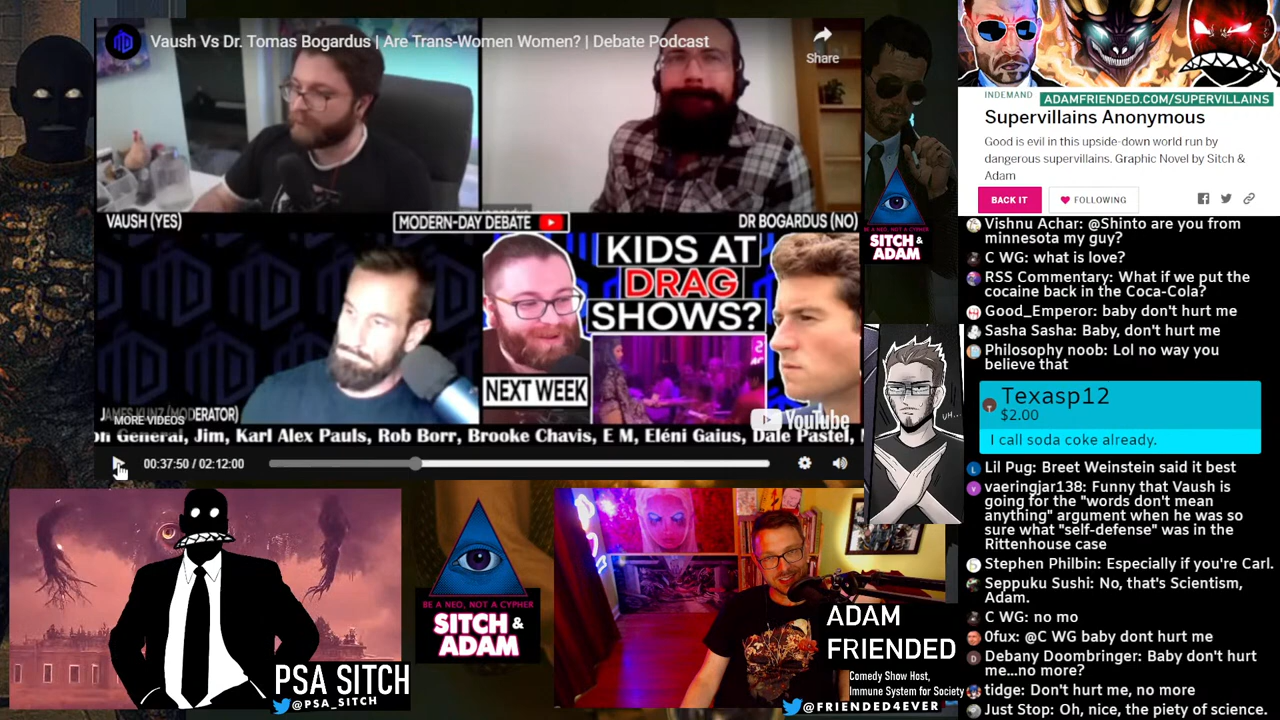 Vaush Vs Dr. Tomas Bogardus | Are Trans-Women Women? | Debate Podcast
Share
VAUSH (YES)
MODERN-DAY DEBATE
DR BOGARDUS (NO)
KIDS AT
DRAG
SHOWS?
NEXT WEEK
JAMES KUNZ (MODERATOR)
MORE VIDEOS
YouTube
on General, Jim, Karl Alex Pauls, Rob Borr, Brooke Chavis, E M, Eléni Gaius, Dale Pastel,
00:37:50 / 02:12:00
BE A NEO, NOT A CYPHER
SITCH &
ADAM
UH...
INDEMAND
ADAMFRIENDED.COM/SUPERVILLAINS
Supervillains Anonymous
Good is evil in this upside-down world run by
dangerous supervillains. Graphic Novel by Sitch &
Adam
BACK IT
FOLLOWING
Vishnu Achar: @Shinto are you from
minnesota my guy?
C WG: what is love?
RSS Commentary: What if we put the
cocaine back in the Coca-Cola?
Good_Emperor: baby don't hurt me
Sasha Sasha: Baby, don't hurt me
Philosophy noob: Lol no way you
believe that
Texasp12
$2.00
I call soda coke already.
L
Lil Pug: Breet Weinstein said it best
V
vaeringjar138: Funny that Vaush is
going for the "words don't mean
anything" argument when he was so
sure what "self-defense" was in the
Rittenhouse case
Stephen Philbin: Especially if you're Carl.
Seppuku Sushi: No, that's Scientism,
Adam.
C WG: no mo
0fux: @C WG baby dont hurt me
D
Debany Doombringer: Baby don't hurt
me...no more?
tidge: Don't hurt me, no more
Just Stop: Oh, nice, the piety of science.
PSA SITCH
@PSA_SITCH
BE A NEO, NOT A CYPHER
SITCH &
ADAM
ADAM
FRIENDED
Comedy Show Host,
Immune System for Society
@FRIENDED4EVER